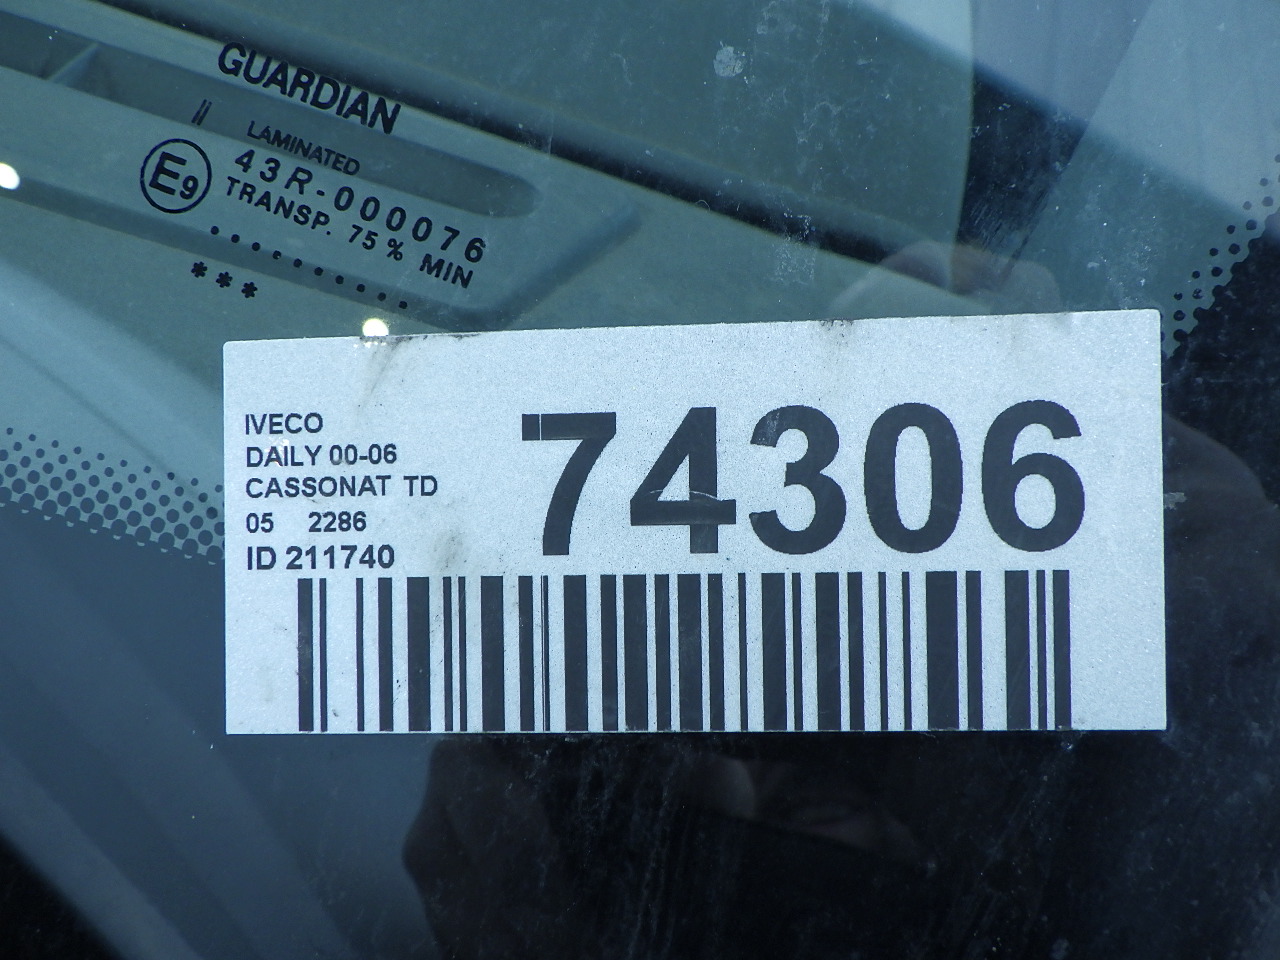 GUARDIAN
II LAMINATED
E9 43R-000076
TRANSP. 75% MIN
..........
***
IVECO
DAILY 00-06
CASSONAT TD
05 2286
ID 211740
74306